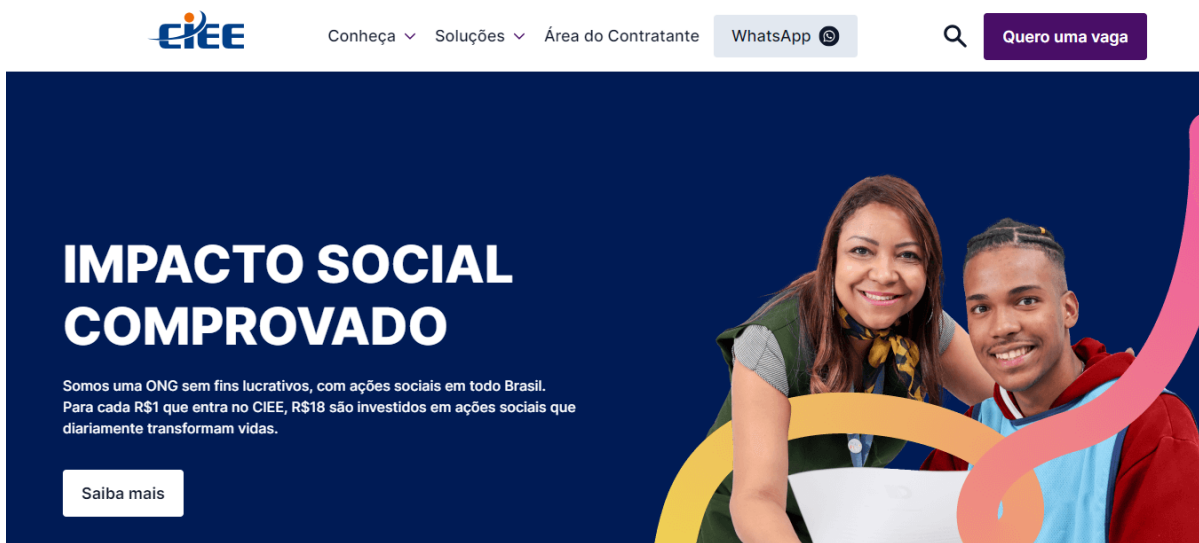 CIEE
Conheça
Soluções
Área do Contratante
WhatsApp
Quero uma vaga
IMPACTO SOCIAL
COMPROVADO
Somos uma ONG sem fins lucrativos, com ações sociais em todo Brasil.
Para cada R$1 que entra no CIEE, R$18 são investidos em ações sociais que
diariamente transformam vidas.
Saiba mais